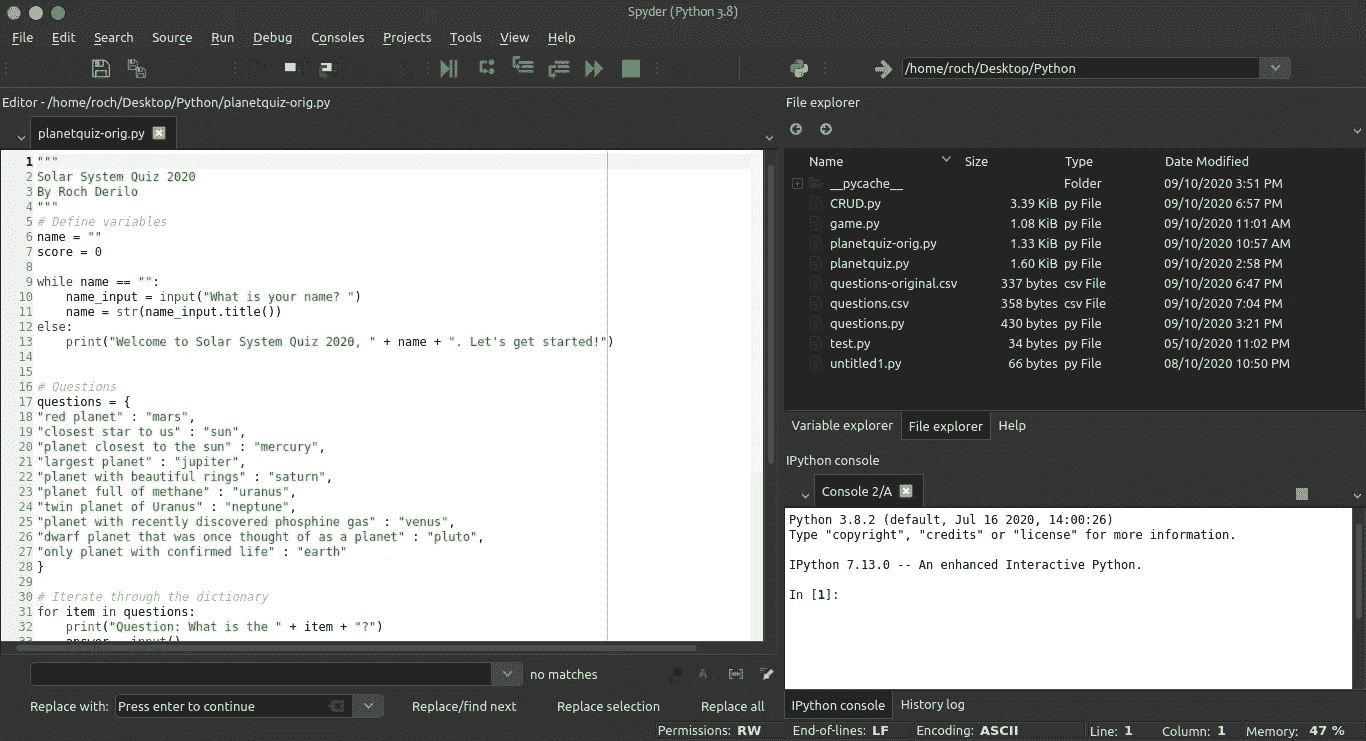 Spyder (Python 3.8)
File Edit Search Source Run Debug Consoles Projects Tools View Help
/home/roch/Desktop/Python
Editor - /home/roch/Desktop/Python/planetquiz-orig.py
planetquiz-orig.py
1 """
2 Solar System Quiz 2020
3 By Roch Derilo
4 """
5 # Define variables
6 name = ""
7 score = 0
8
9 while name == "":
10     name_input = input("What is your name? ")
11     name = str(name_input.title())
12 else:
13     print("Welcome to Solar System Quiz 2020, " + name + ". Let's get started!")
14
15
16 # Questions
17 questions = {
18 "red planet" : "mars",
19 "closest star to us" : "sun",
20 "planet closest to the sun" : "mercury",
21 "largest planet" : "jupiter",
22 "planet with beautiful rings" : "saturn",
23 "planet full of methane" : "uranus",
24 "twin planet of Uranus" : "neptune",
25 "planet with recently discovered phosphine gas" : "venus",
26 "dwarf planet that was once thought of as a planet" : "pluto",
27 "only planet with confirmed life" : "earth"
28 }
29
30 # Iterate through the dictionary
31 for item in questions:
32     print("Question: What is the " + item + "?")
33     answer = input()
no matches
Replace with: Press enter to continue Replace/find next Replace selection Replace all
File explorer
Name Size Type Date Modified
__pycache__ Folder 09/10/2020 3:51 PM
CRUD.py 3.39 KiB py File 09/10/2020 6:57 PM
game.py 1.08 KiB py File 09/10/2020 11:01 AM
planetquiz-orig.py 1.33 KiB py File 09/10/2020 10:57 AM
planetquiz.py 1.60 KiB py File 09/10/2020 2:58 PM
questions-original.csv 337 bytes csv File 09/10/2020 6:47 PM
questions.csv 358 bytes csv File 09/10/2020 7:04 PM
questions.py 430 bytes py File 09/10/2020 3:21 PM
test.py 34 bytes py File 05/10/2020 11:02 PM
untitled1.py 66 bytes py File 08/10/2020 10:50 PM
Variable explorer File explorer Help
IPython console
Console 2/A
Python 3.8.2 (default, Jul 16 2020, 14:00:26)
Type "copyright", "credits" or "license" for more information.
IPython 7.13.0 -- An enhanced Interactive Python.
In [1]:
IPython console History log
Permissions: RW End-of-lines: LF Encoding: ASCII Line: 1 Column: 1 Memory: 47 %